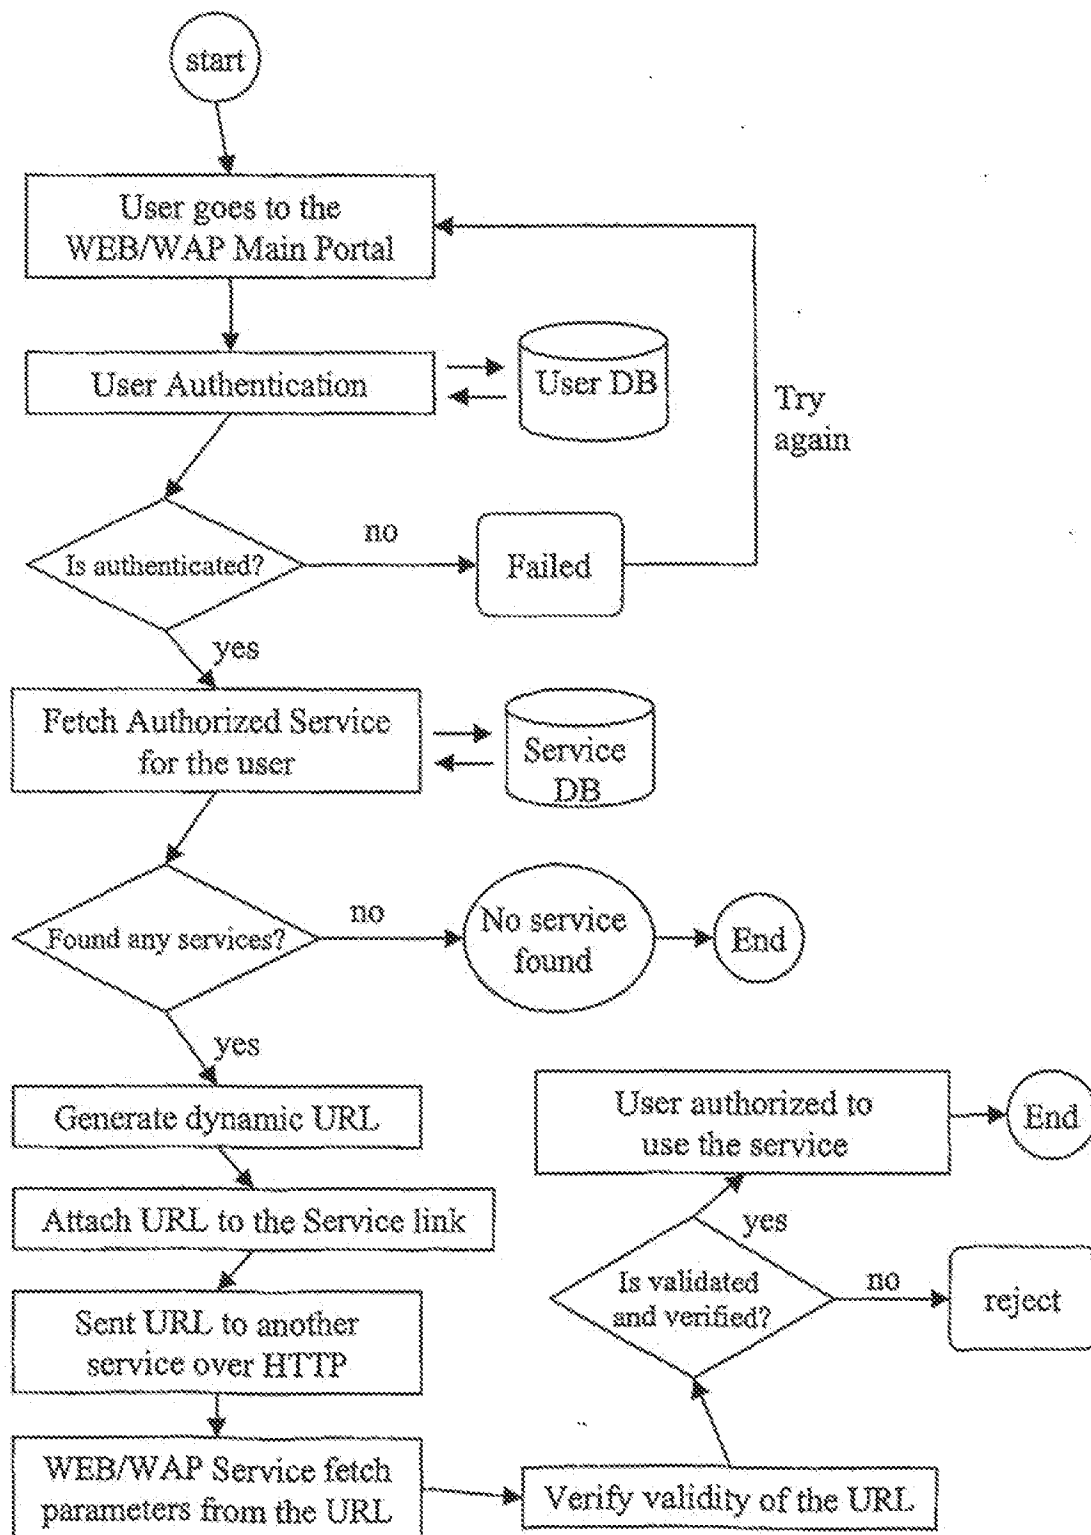 start
User goes to the
WEB/WAP Main Portal
User Authentication
User DB
Try
again
Is authenticated?
no
Failed
yes
Fetch Authorized Service
for the user
Service
DB
Found any services?
no
No service
found
End
yes
Generate dynamic URL
Attach URL to the Service link
Sent URL to another
service over HTTP
WEB/WAP Service fetch
parameters from the URL
Verify validity of the URL
Is validated
and verified?
no
reject
yes
User authorized to
use the service
End